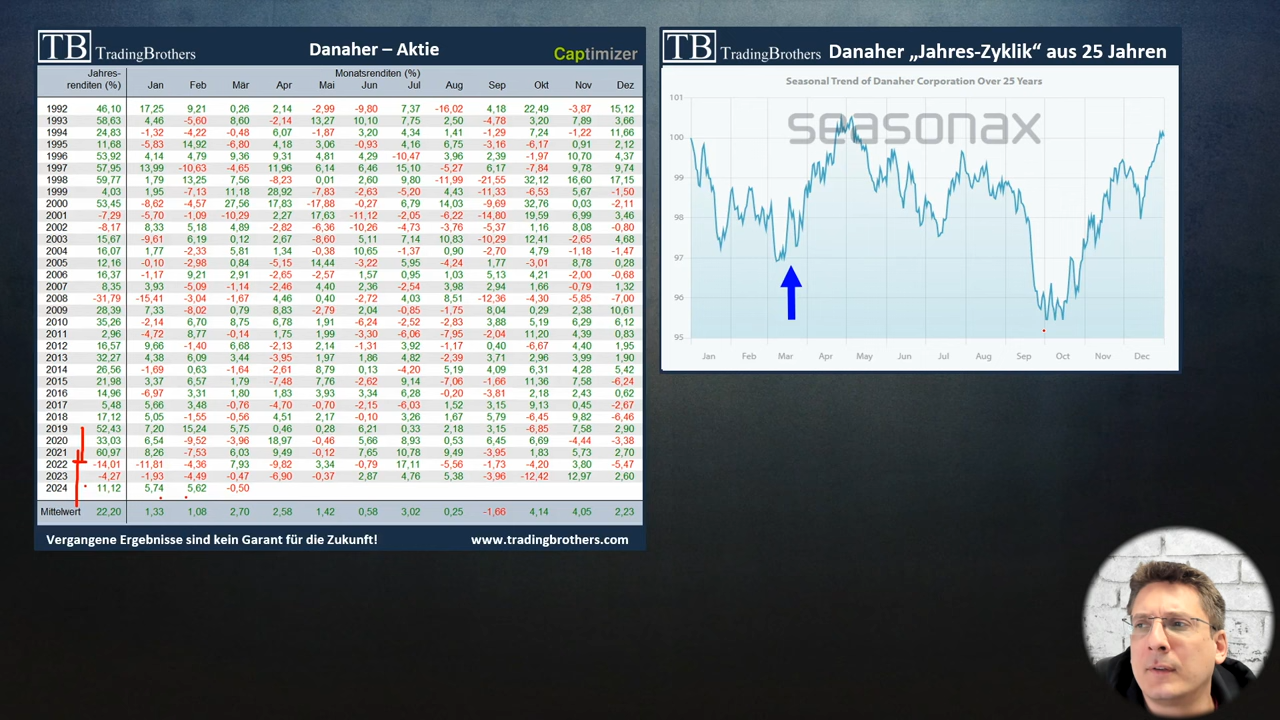 TB TradingBrothers Danaher – Aktie Captimizer
Jahres- Monatsrenditen (%)
renditen (%) Jan Feb Mär Apr Mai Jun Jul Aug Sep Okt Nov Dez
1992 46,10 17,25 9,21 0,26 2,14 -2,99 -9,80 7,37 -16,02 4,18 22,49 -3,87 15,12
1993 58,63 4,46 -5,60 8,60 -2,14 13,27 10,10 7,75 2,50 -4,78 3,20 7,89 3,66
1994 24,83 -1,32 -4,22 -0,48 6,07 -1,87 3,20 4,34 1,41 -1,29 7,24 -1,22 11,66
1995 11,68 -5,83 14,92 -6,80 4,18 3,06 -0,93 4,16 6,75 -3,16 -6,17 0,91 2,12
1996 53,92 4,14 4,79 9,36 9,31 4,81 4,29 -10,47 3,96 2,39 -1,97 10,70 4,37
1997 57,95 13,99 -10,63 -4,65 11,96 6,14 6,46 15,10 -5,27 6,17 -7,84 9,78 9,74
1998 59,77 1,79 13,25 7,56 -8,23 0,01 2,60 9,80 -11,99 -21,55 32,12 16,60 17,15
1999 4,03 1,95 -7,13 11,18 28,92 -7,83 -2,63 -5,20 4,43 -11,33 -6,53 5,67 -1,50
2000 53,45 -8,62 -4,57 27,56 17,83 -17,88 -0,27 6,79 14,03 -9,69 32,76 0,03 -2,11
2001 -7,29 -5,70 -1,09 -10,29 2,27 17,63 -11,12 -2,05 -6,22 -14,80 19,59 6,99 3,46
2002 -8,17 8,33 5,18 4,89 -2,82 -6,36 -10,26 -4,73 -3,76 -5,37 1,16 8,08 -0,80
2003 15,67 -9,61 6,19 0,12 2,67 -8,60 5,11 7,14 10,83 -10,29 12,41 -2,65 4,68
2004 16,07 1,77 -2,33 5,81 1,34 -0,38 10,65 -1,37 0,90 -2,70 4,79 -1,18 -1,47
2005 12,16 -0,10 -2,98 0,84 -5,15 14,44 -3,22 5,95 -4,24 1,77 -3,01 8,78 0,28
2006 16,37 -1,17 9,21 2,91 -2,65 -2,57 1,57 0,95 1,03 5,13 4,21 -2,00 -0,68
2007 8,35 3,93 -5,09 -1,14 -2,46 2,40 2,36 -2,54 3,98 2,94 1,66 -0,79 1,32
2008 -31,79 -15,41 -3,04 -1,67 4,46 0,40 -2,72 4,03 8,51 -12,36 -4,30 -5,85 -7,00
2009 28,39 7,33 -8,02 0,79 8,83 -2,79 2,04 -0,85 -1,75 8,04 0,29 2,38 10,61
2010 35,26 -2,14 6,70 8,75 6,78 1,91 -6,24 -2,52 -2,83 3,88 5,19 6,29 6,12
2011 2,96 -4,72 8,77 -0,14 1,75 1,99 -3,30 -6,06 -7,95 -2,04 11,20 4,39 0,83
2012 16,57 9,66 -1,40 6,68 -2,13 2,14 -1,31 3,92 -1,17 0,40 -6,67 4,40 1,95
2013 32,27 4,38 6,09 3,44 -3,95 1,97 1,86 4,82 -2,39 3,71 2,96 3,99 1,90
2014 26,56 -1,69 0,63 -1,64 -2,61 8,79 0,13 -4,20 5,19 4,09 6,31 4,28 5,42
2015 21,98 3,37 6,57 1,79 -7,48 7,76 -2,62 9,14 -7,06 -1,66 11,36 7,58 -6,24
2016 14,96 -6,97 3,31 1,80 1,83 3,93 3,34 6,28 -0,20 -3,81 2,18 2,43 0,62
2017 5,48 5,66 3,48 -0,76 -4,70 -0,70 -2,15 -6,03 1,52 3,15 9,13 0,45 -2,67
2018 17,12 5,05 -1,55 -0,56 4,51 2,17 -0,10 3,26 1,67 5,79 -6,45 9,82 -6,46
2019 52,43 7,20 15,24 5,75 0,46 0,28 6,21 0,33 2,18 3,15 -6,85 7,58 2,90
2020 33,03 6,54 -9,52 -3,96 18,97 -0,46 5,66 8,93 0,53 6,45 6,69 -4,44 -3,38
2021 60,97 8,26 -7,53 6,03 9,49 -0,12 7,65 10,78 9,49 -3,95 1,83 5,73 2,70
2022 -14,01 -11,81 -4,36 7,93 -9,82 3,34 -0,79 17,11 -5,56 -1,73 -4,20 3,80 -5,47
2023 -4,27 -1,93 -4,49 -0,47 -6,90 -0,37 2,87 4,76 5,38 -3,96 -12,42 12,97 2,60
2024 11,12 5,74 5,62 -0,50
Mittelwert 22,20 1,33 1,08 2,70 2,58 1,42 0,58 3,02 0,25 -1,66 4,14 4,05 2,23
Vergangene Ergebnisse sind kein Garant für die Zukunft! www.tradingbrothers.com
TB TradingBrothers Danaher „Jahres-Zyklik“ aus 25 Jahren
Seasonal Trend of Danaher Corporation Over 25 Years
seasonax
101
100
99
98
97
96
95
Jan Feb Mar Apr May Jun Jul Aug Sep Oct Nov Dec